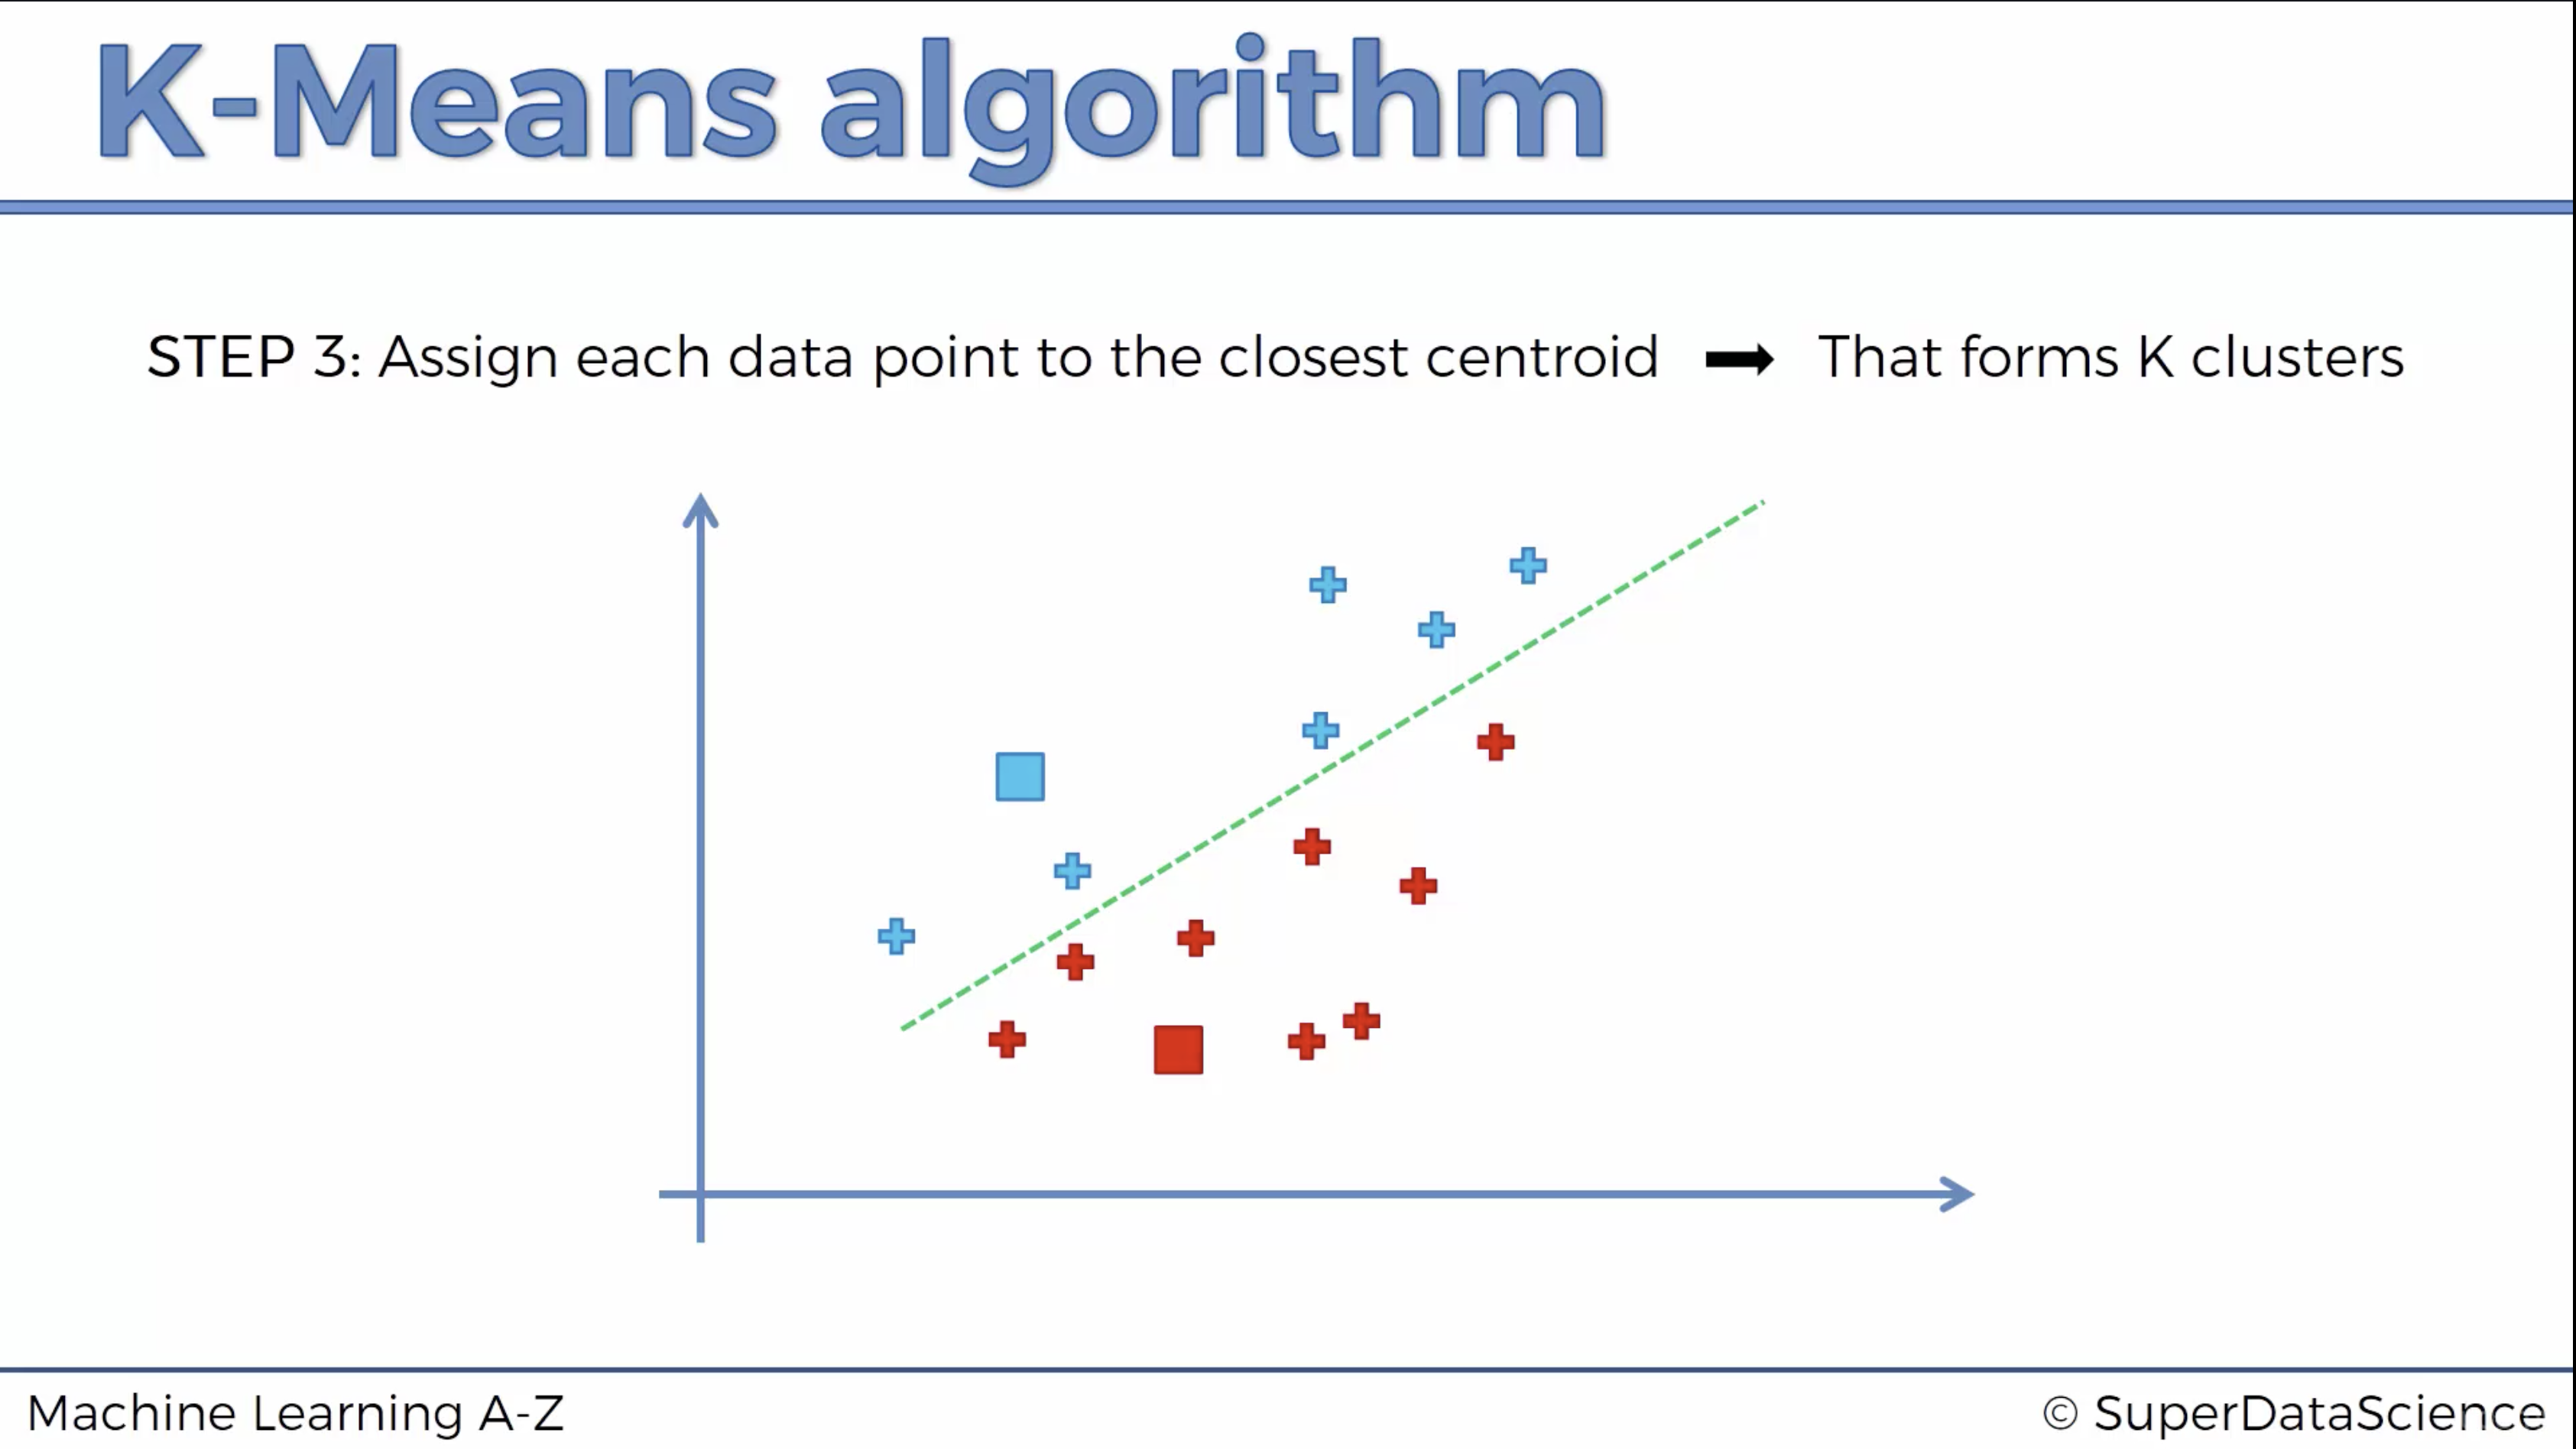 K-Means algorithm
STEP 3: Assign each data point to the closest centroid ➡ That forms K clusters
Machine Learning A-Z
© SuperDataScience